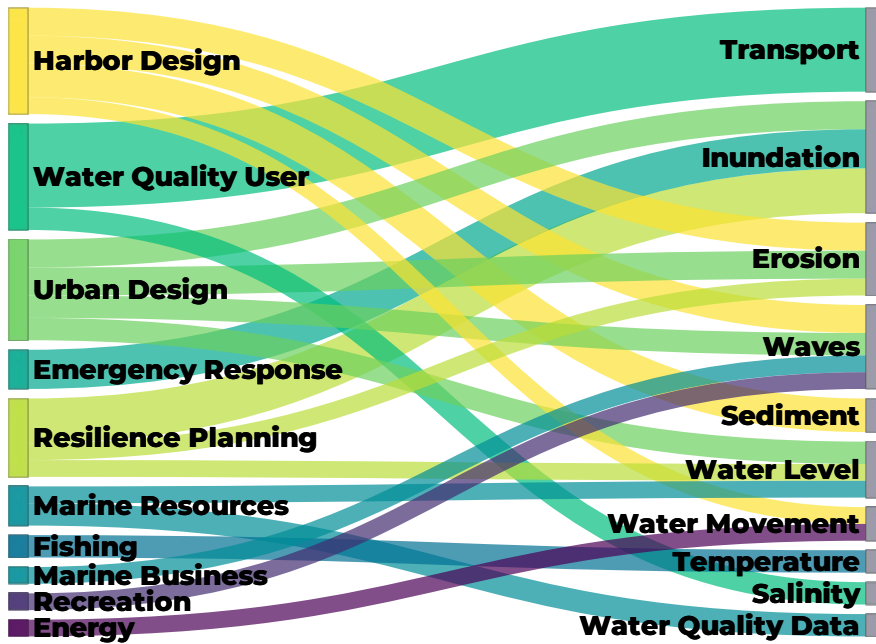 Harbor Design
Water Quality User
Urban Design
Emergency Response
Resilience Planning
Marine Resources
Fishing
Marine Business
Recreation
Energy
Transport
Inundation
Erosion
Waves
Sediment
Water Level
Water Movement
Temperature
Salinity
Water Quality Data